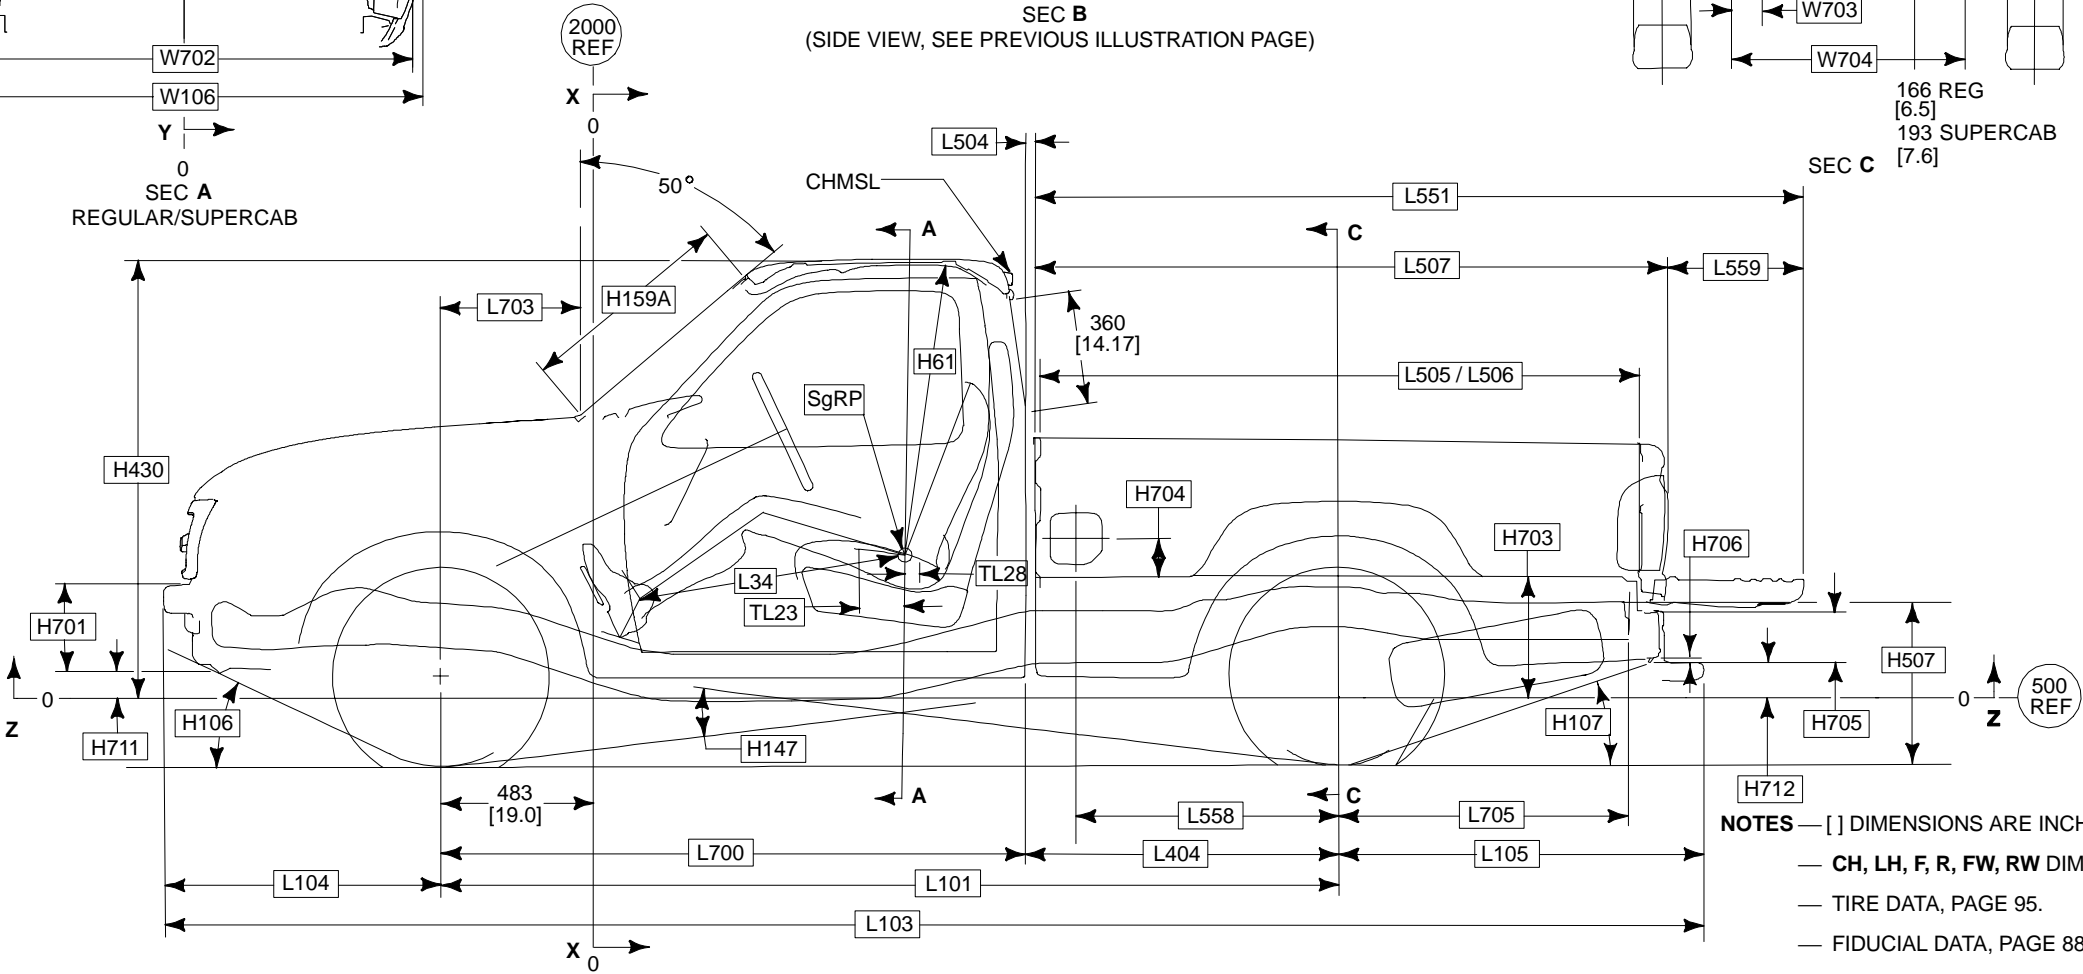 SEC B
(SIDE VIEW, SEE PREVIOUS ILLUSTRATION PAGE)
W702
W106
Y
0
SEC A
REGULAR/SUPERCAB
2000
REF
X
0
W703
W704
166 REG
[6.5]
193 SUPERCAB
[7.6]
SEC C
L504
CHMSL
50°
A
C
L551
L507
L559
L703
H159A
H61
360
[14.17]
L505 / L506
SgRP
H430
H704
H703
H706
L34
TL28
TL23
H701
H507
0
Z
H106
H711
H147
H107
H705
0
Z
500
REF
H712
483
[19.0]
A
C
L558
L705
L700
L404
L105
L104
L101
L103
X
0
NOTES — [ ] DIMENSIONS ARE INCH
— CH, LH, F, R, FW, RW DIM
— TIRE DATA, PAGE 95.
— FIDUCIAL DATA, PAGE 88